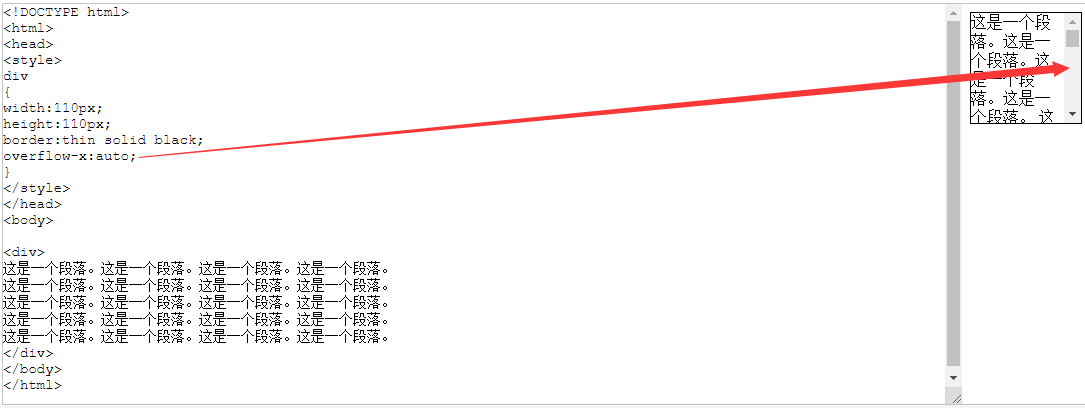 <!DOCTYPE html>
<html>
<head>
<style>
div
{
width:110px;
height:110px;
border:thin solid black;
overflow-x:auto;
}
</style>
</head>
<body>
<div>
这是一个段落。这是一个段落。这是一个段落。这是一个段落。
这是一个段落。这是一个段落。这是一个段落。这是一个段落。
这是一个段落。这是一个段落。这是一个段落。这是一个段落。
这是一个段落。这是一个段落。这是一个段落。这是一个段落。
这是一个段落。这是一个段落。这是一个段落。这是一个段落。
</div>
</body>
</html>
这是一个段
落。这是一
个段落。这
是一个段
落。这是一
个段落。 这